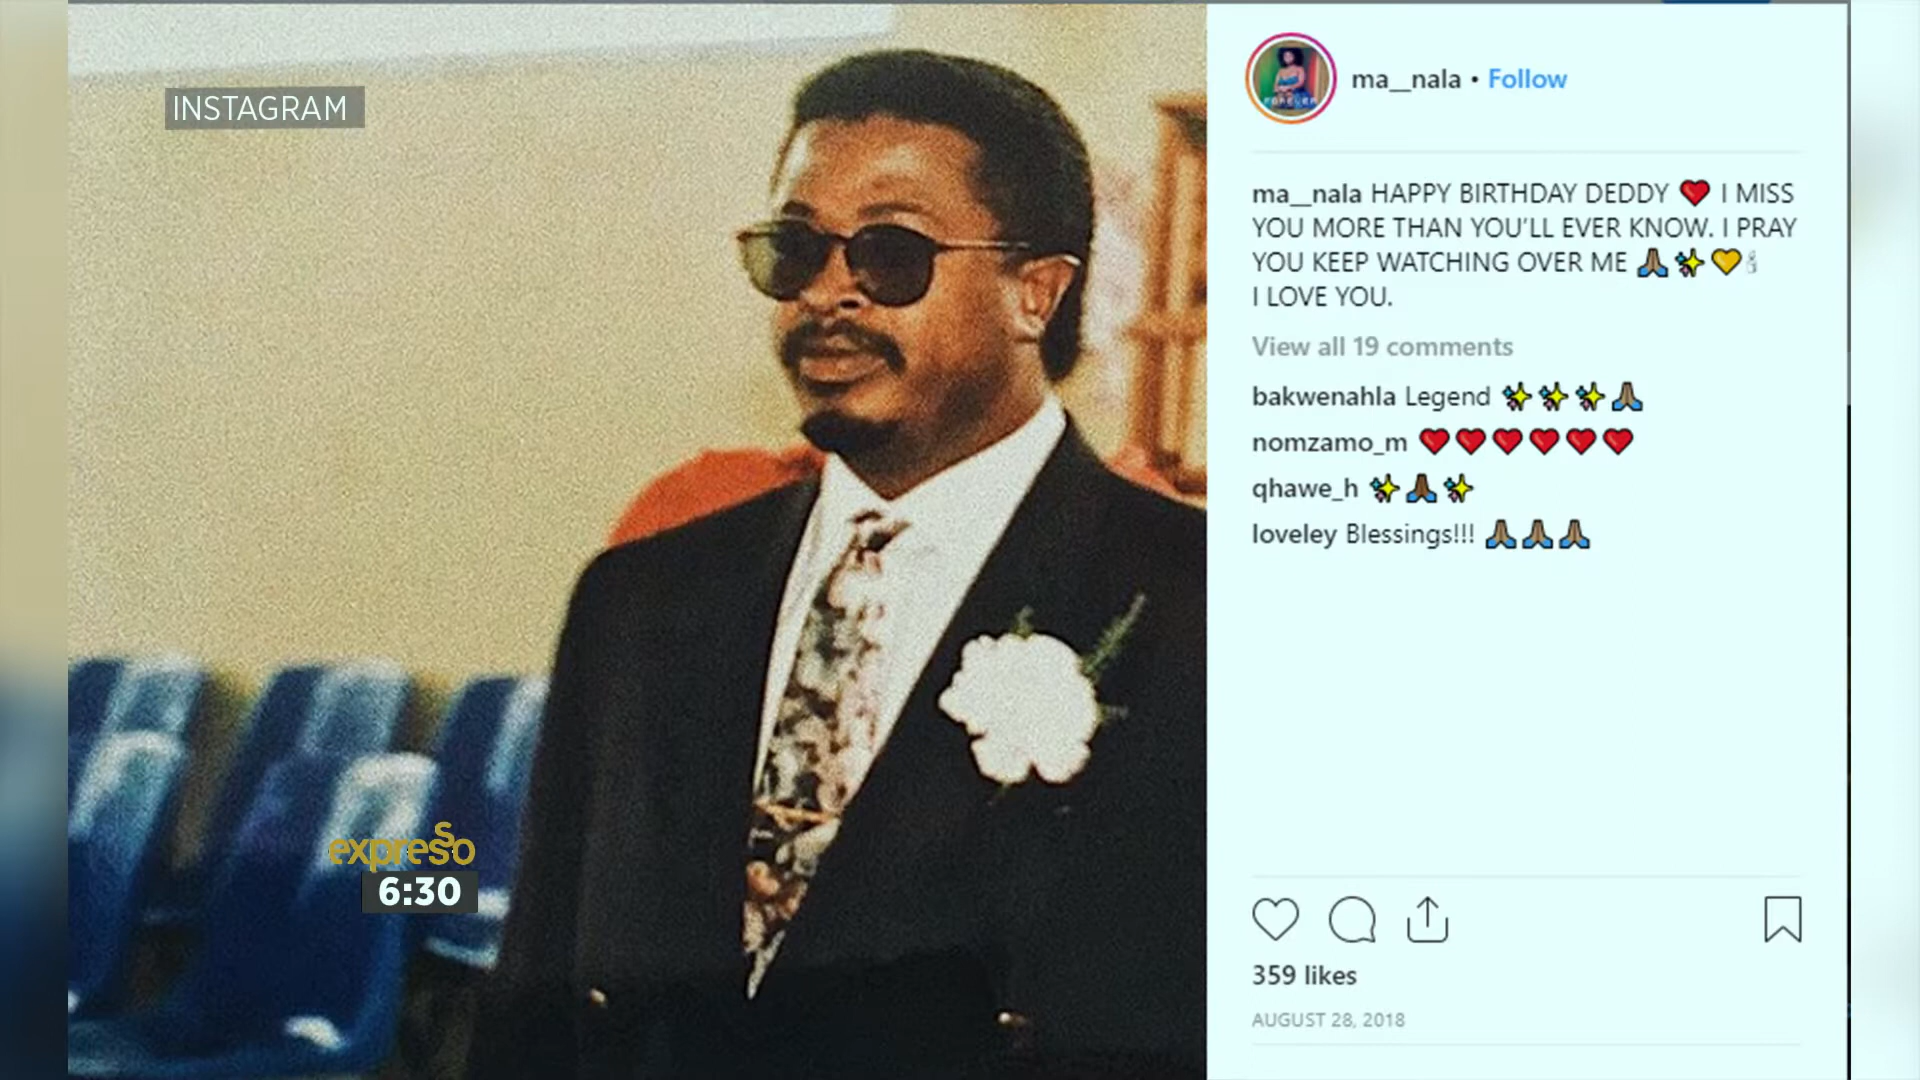 INSTAGRAM
ma__nala • Follow
ma__nala HAPPY BIRTHDAY DEDDY ❤️ I MISS
YOU MORE THAN YOU'LL EVER KNOW. I PRAY
YOU KEEP WATCHING OVER ME 🙏🏽✨💛🕯
I LOVE YOU.
View all 19 comments
bakwenahla Legend ✨✨✨🙏🏽
nomzamo_m ❤️❤️❤️❤️❤️❤️
qhawe_h ✨🙏🏾✨
loveley Blessings!!! 🙏🏽🙏🏽🙏🏽
359 likes
AUGUST 28, 2018
expresso
6:30
FOREVER